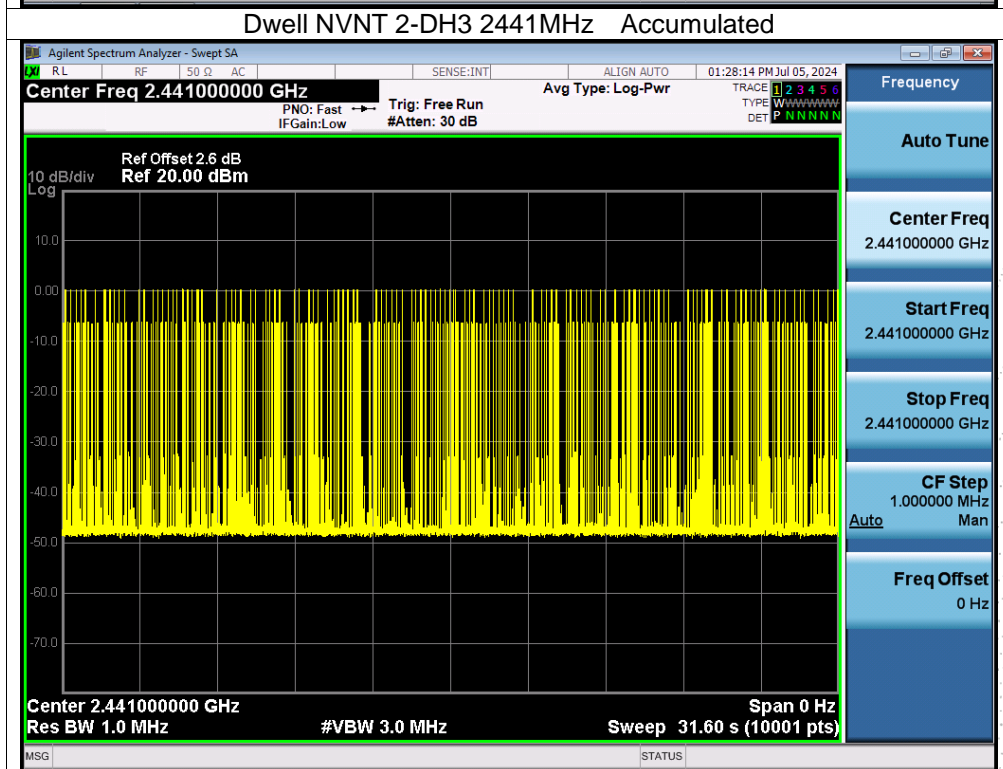 Dwell NVNT 2-DH3 2441MHz Accumulated
Agilent Spectrum Analyzer - Swept SA
LXI RL RF 50 Ω AC SENSE:INT ALIGN AUTO 01:28:14 PM Jul 05, 2024
Center Freq 2.441000000 GHz Avg Type: Log-Pwr TRACE 1 2 3 4 5 6
PNO: Fast Trig: Free Run TYPE WWWWWW
IFGain:Low #Atten: 30 dB DET P N N N N N
Ref Offset 2.6 dB
10 dB/div Ref 20.00 dBm
Log
10.0
0.00
-10.0
-20.0
-30.0
-40.0
-50.0
-60.0
-70.0
Center 2.441000000 GHz Span 0 Hz
Res BW 1.0 MHz #VBW 3.0 MHz Sweep 31.60 s (10001 pts)
MSG STATUS
Frequency
Auto Tune
Center Freq
2.441000000 GHz
Start Freq
2.441000000 GHz
Stop Freq
2.441000000 GHz
CF Step
1.000000 MHz
Auto Man
Freq Offset
0 Hz